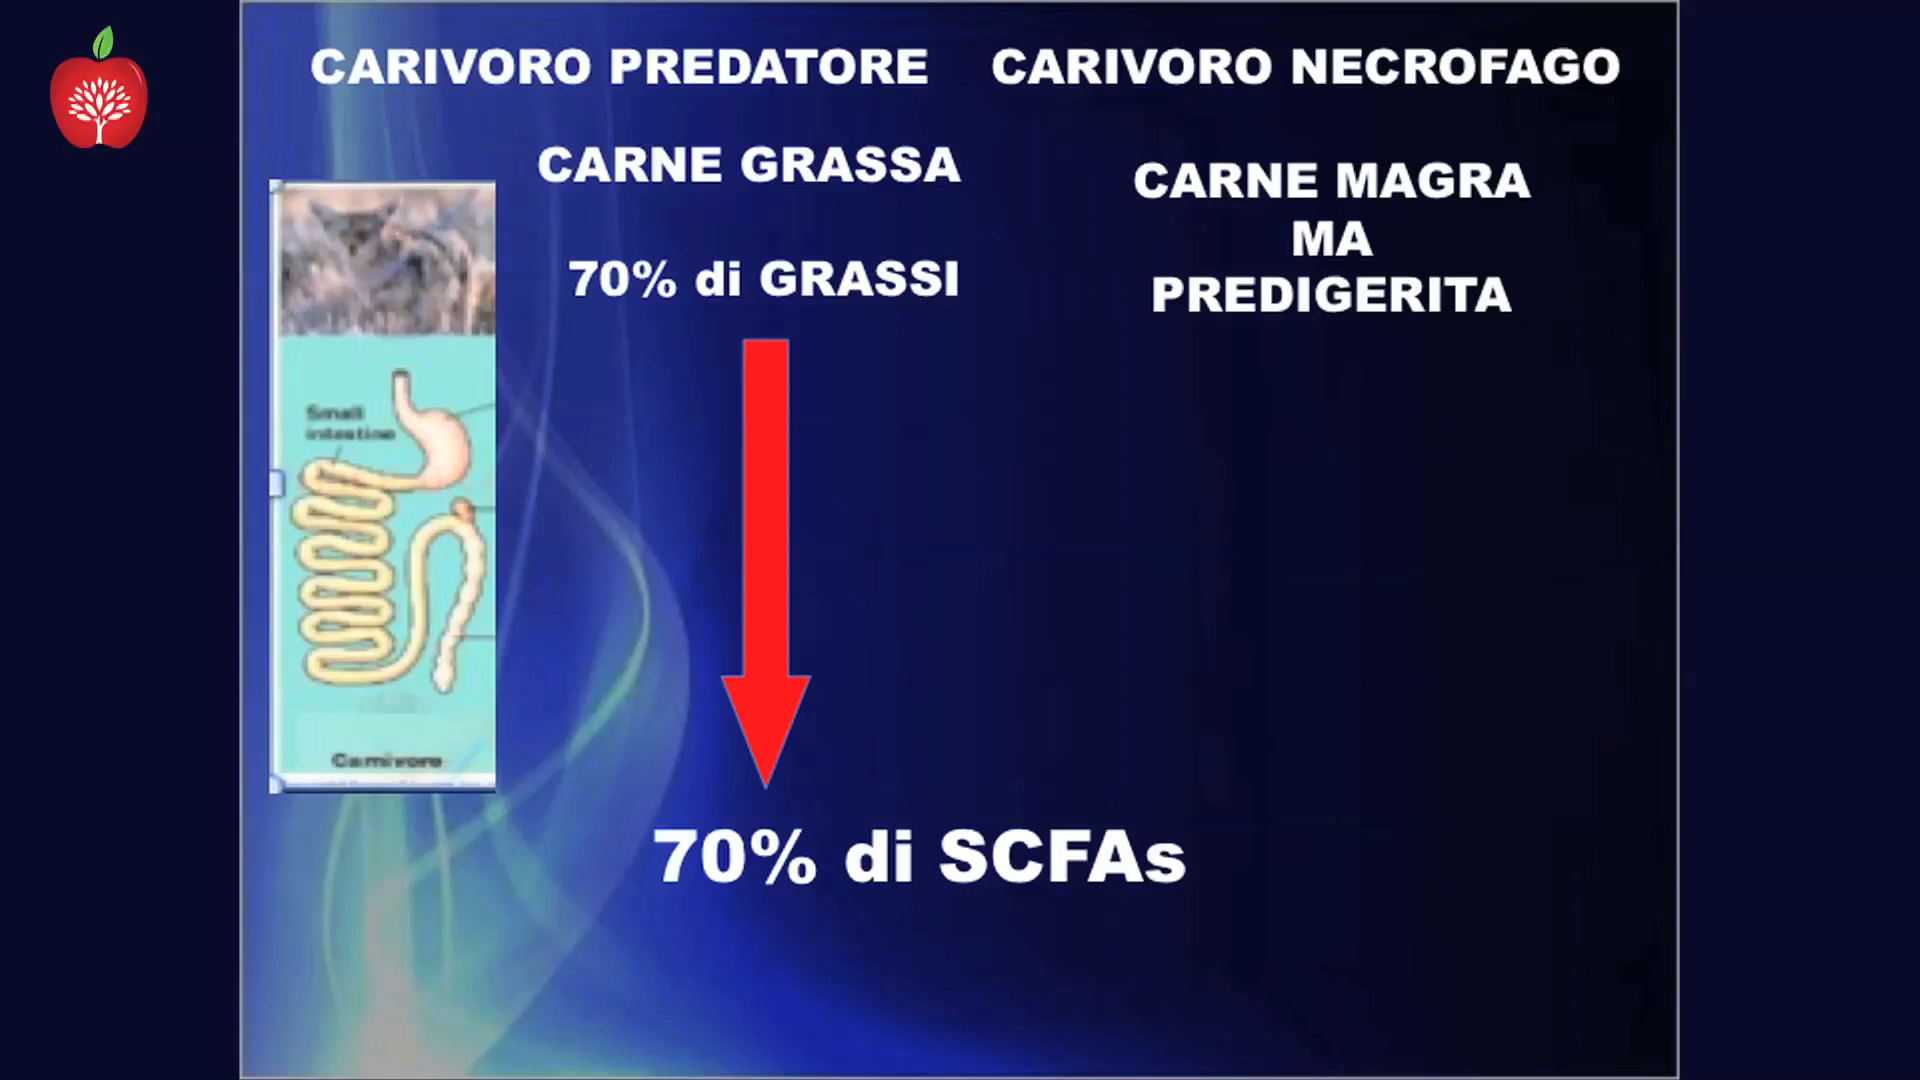 CARIVORO PREDATORE
CARIVORO NECROFAGO
CARNE GRASSA
70% di GRASSI
CARNE MAGRA
MA
PREDIGERITA
Small
intestine
Carnivore
70% di SCFAs